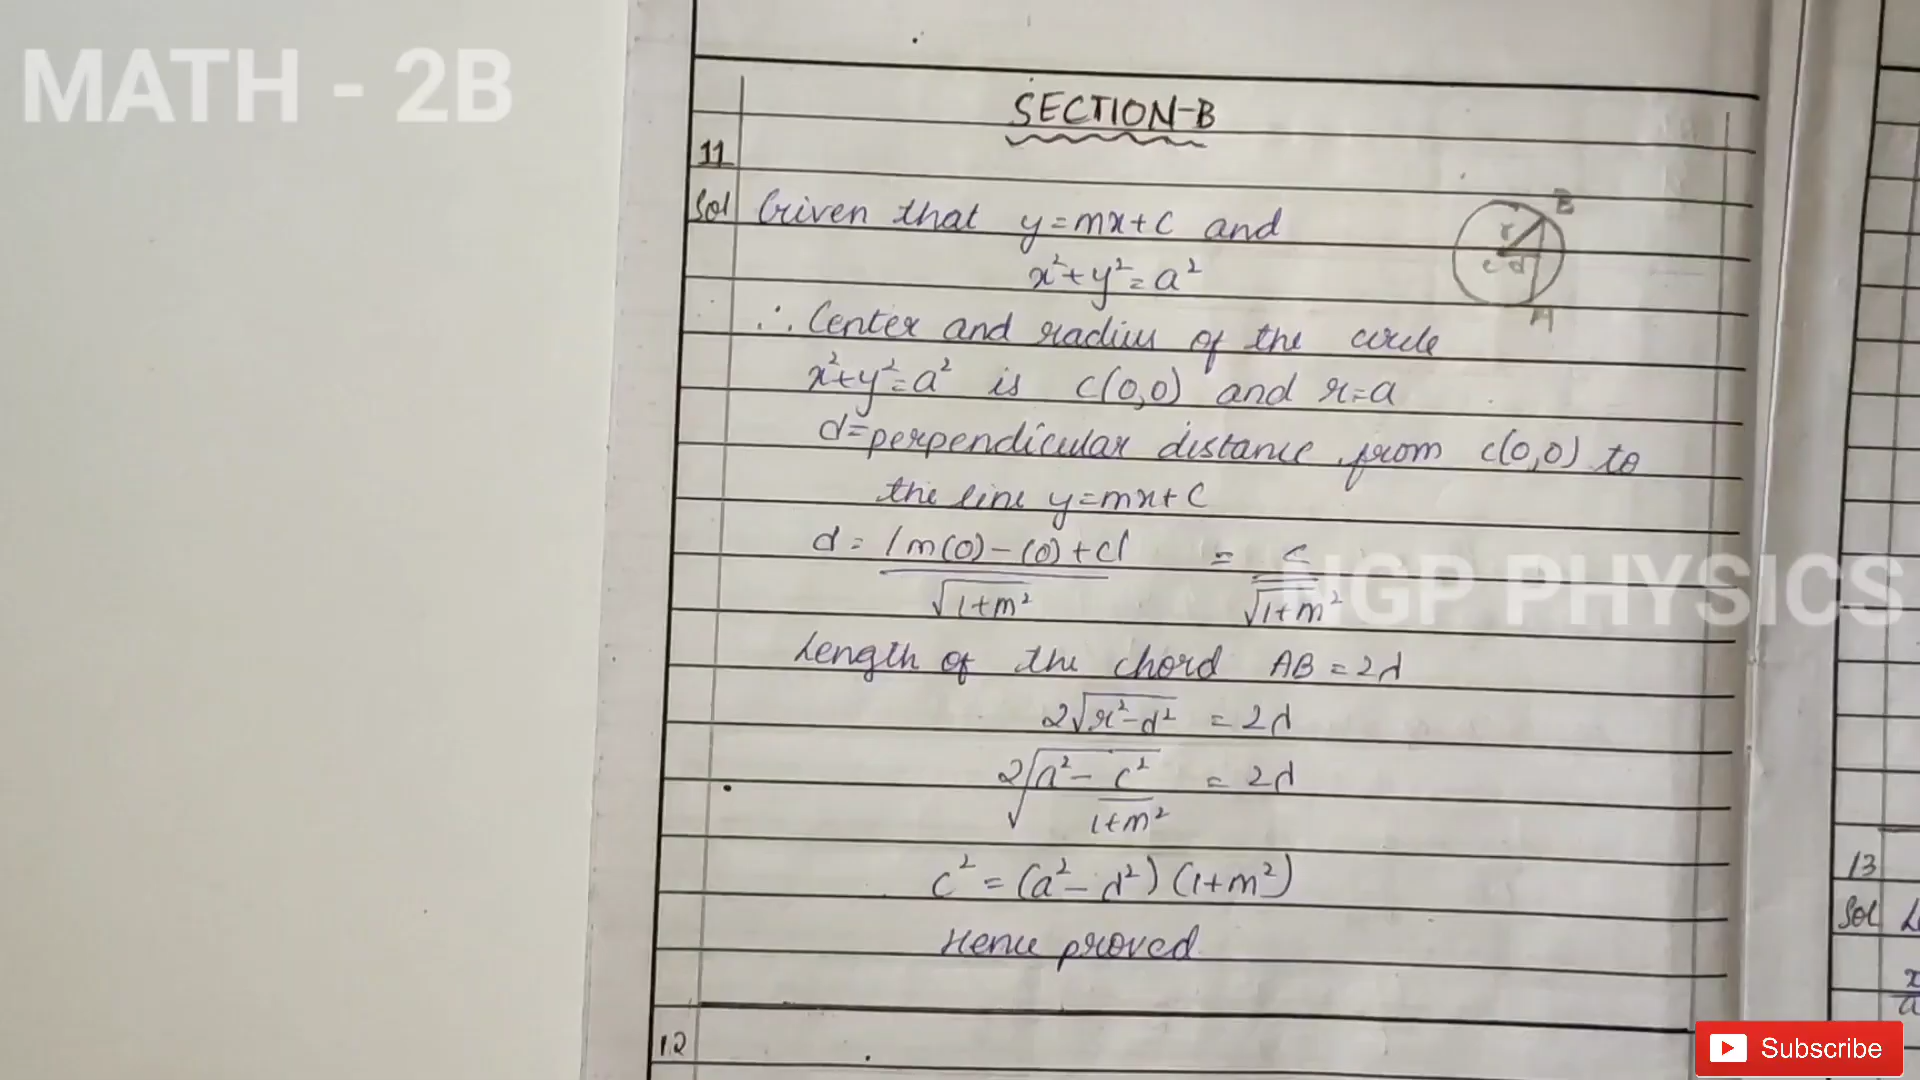 MATH - 2B
SECTION-B
11
Sol Given that y=mx+c and
x²+y²=a²
B
r
c d
A
∴ Center and radius of the circle
x²+y²=a² is c(0,0) and r=a
d=perpendicular distance from c(0,0) to
the line y=mx+c
d = |m(0)-(0)+c| / √1+m² = c / √1+m²
NGP PHYSICS
Length of the chord AB = 2d
2√r²-d² = 2d
2√a²- c²/1+m² = 2d
c² = (a²-d²)(1+m²)
Hence proved
12
13
Sol
Subscribe